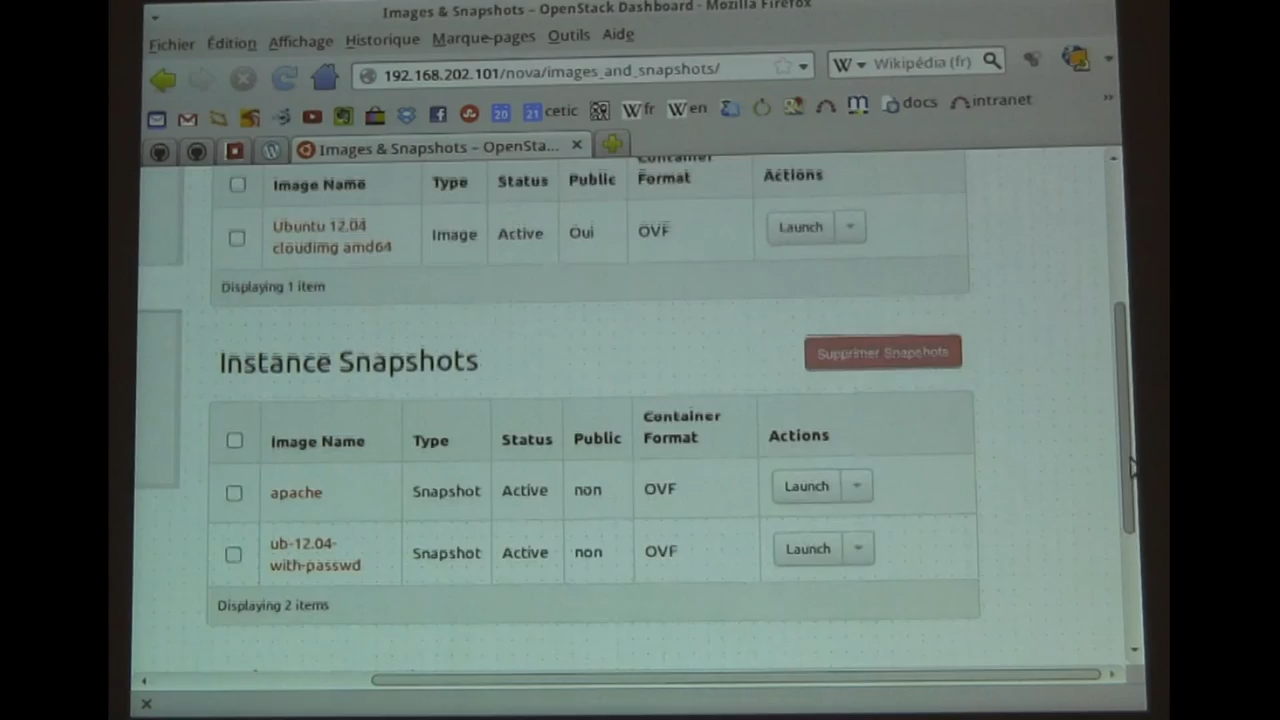 Images & Snapshots – OpenStack Dashboard - Mozilla Firefox
Fichier Édition Affichage Historique Marque-pages Outils Aide
192.168.202.101/nova/images_and_snapshots/ W Wikipédia (fr)
20 21 cetic W fr W en docs intranet
Images & Snapshots – OpenSta...
Image Name Type Status Public Container Format Actions
Ubuntu 12.04 cloudimg amd64 Image Active Oui OVF Launch
Displaying 1 item
Instance Snapshots Supprimer Snapshots
Image Name Type Status Public Container Format Actions
apache Snapshot Active non OVF Launch
ub-12.04-with-passwd Snapshot Active non OVF Launch
Displaying 2 items